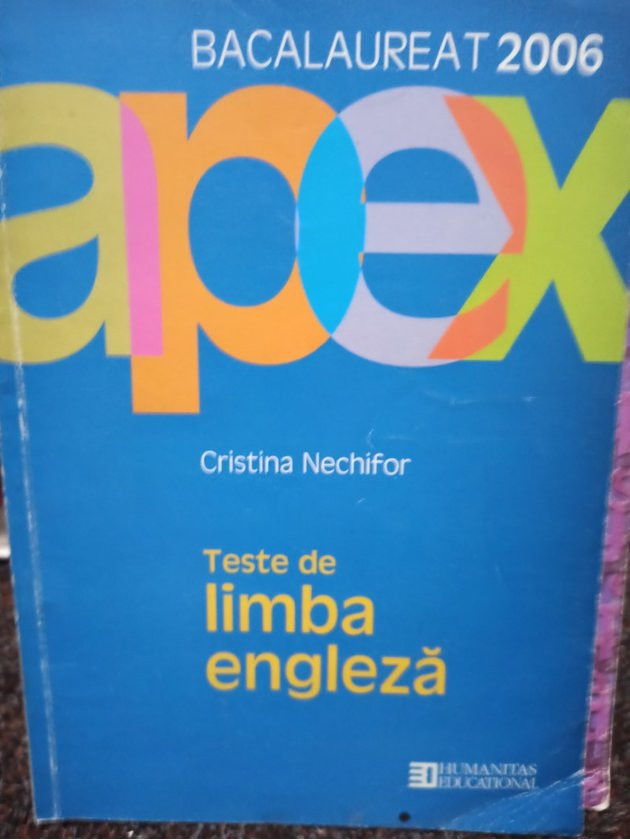 BACALAUREAT 2006
apex
Cristina Nechifor
Teste de
limba
engleză
HUMANITAS
EDUCATIONAL